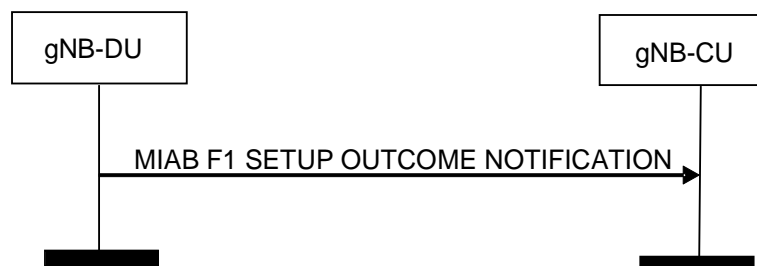 gNB-DU
gNB-CU
MIAB F1 SETUP OUTCOME NOTIFICATION